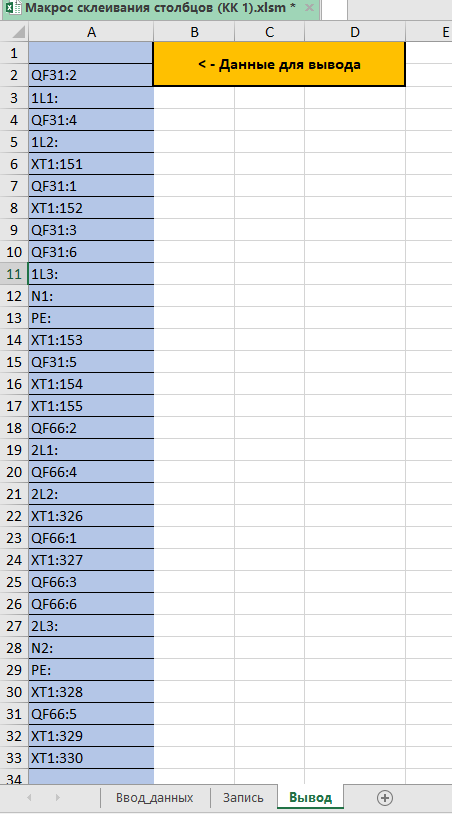 Макрос склеивания столбцов (КК 1).xlsm *
A B C D E
1 < - Данные для вывода
2 QF31:2
3 1L1:
4 QF31:4
5 1L2:
6 XT1:151
7 QF31:1
8 XT1:152
9 QF31:3
10 QF31:6
11 1L3:
12 N1:
13 PE:
14 XT1:153
15 QF31:5
16 XT1:154
17 XT1:155
18 QF66:2
19 2L1:
20 QF66:4
21 2L2:
22 XT1:326
23 QF66:1
24 XT1:327
25 QF66:3
26 QF66:6
27 2L3:
28 N2:
29 PE:
30 XT1:328
31 QF66:5
32 XT1:329
33 XT1:330
34
Ввод_данных Запись Вывод